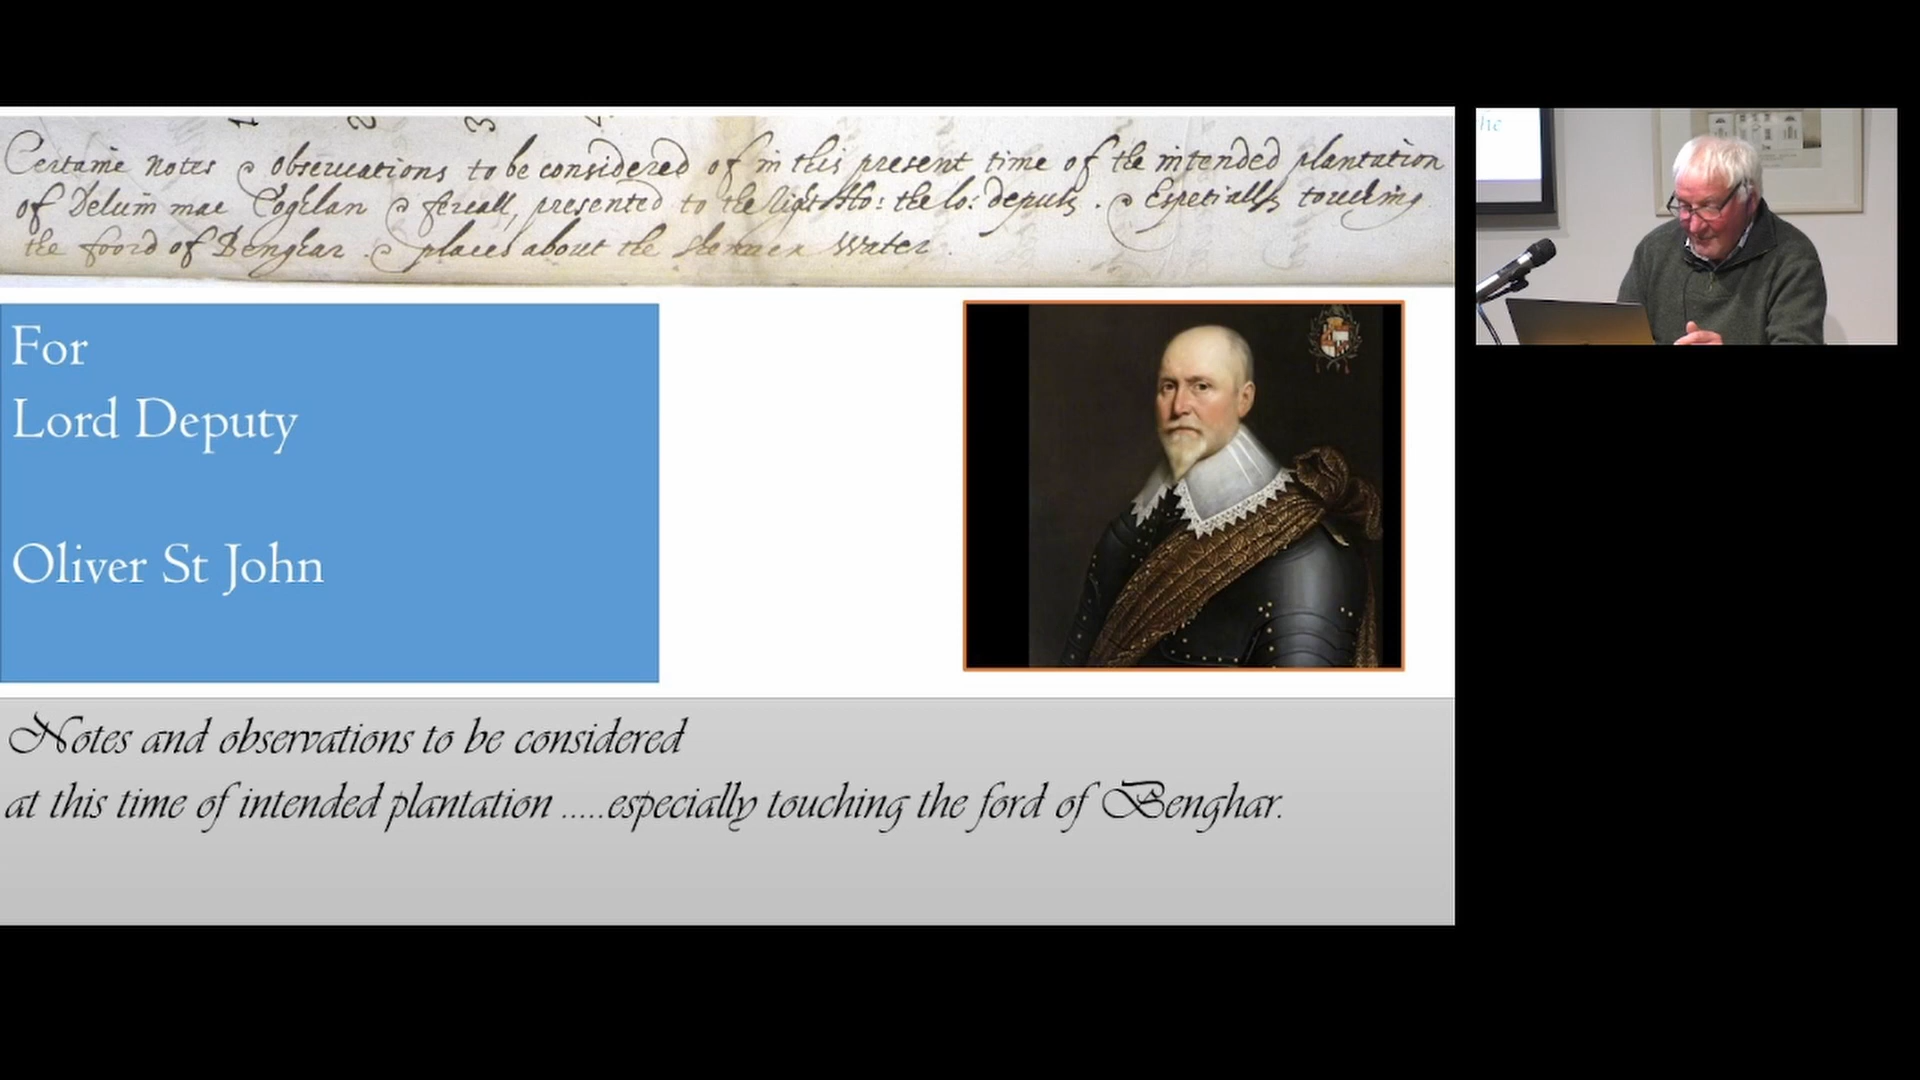 Certaine notes & observations to be considered of in this present time of the intended plantation
of Delvin mac Coghlan & fercall, presented to the right Ho: the lo: deputy. & Espetially touching
the foord of Benghar & places about the water.
For
Lord Deputy
Oliver St John
Notes and observations to be considered
at this time of intended plantation .....especially touching the ford of Benghar.
he